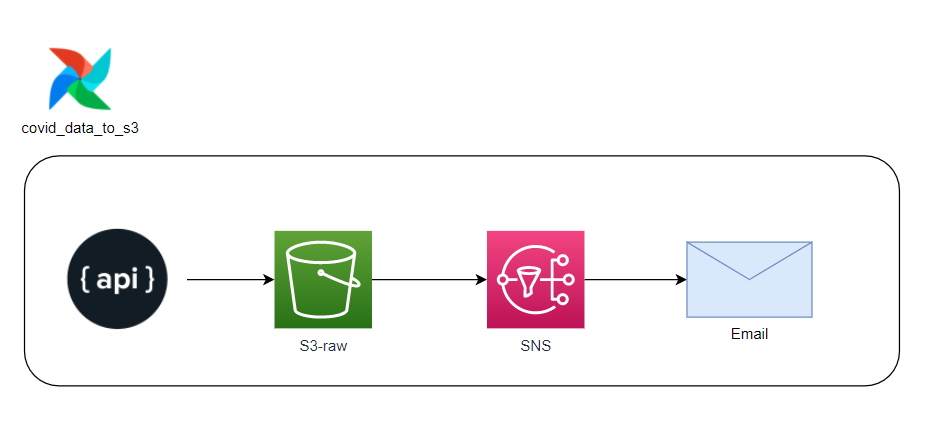 covid_data_to_s3
{api}
S3-raw
SNS
Email